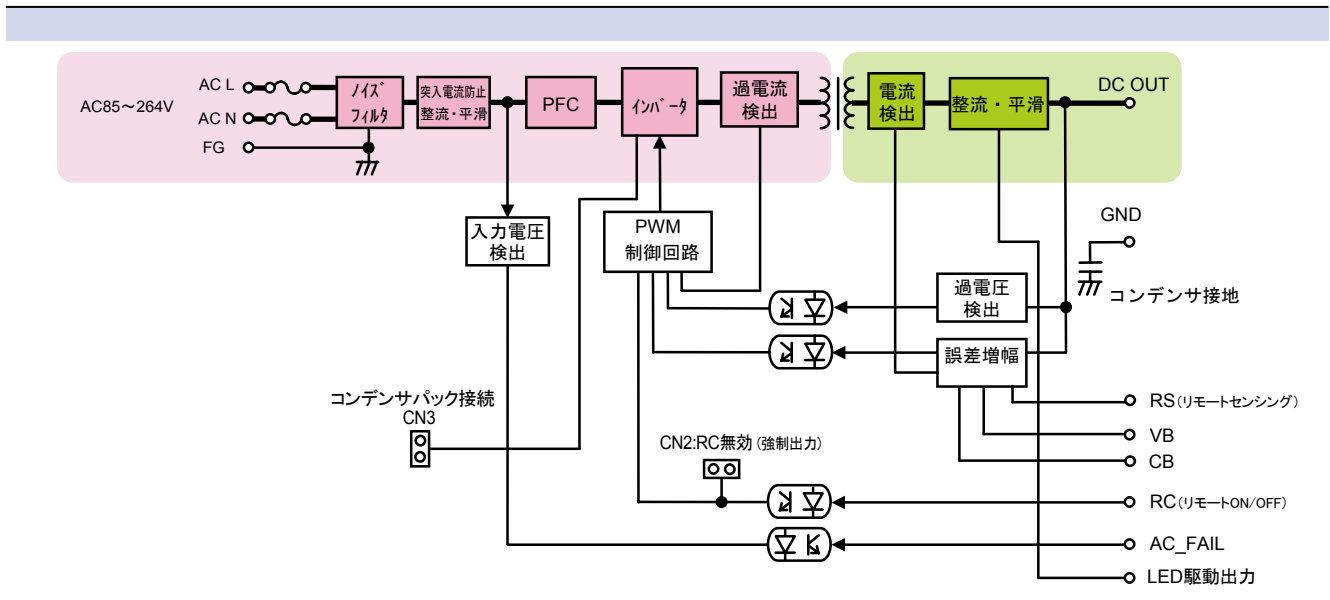 AC85～264V
AC L
AC N
FG
ノイズ
フィルタ
突入電流防止
整流・平滑
PFC
インバータ
過電流
検出
電流
検出
整流・平滑
DC OUT
入力電圧
検出
PWM
制御回路
GND
コンデンサ接地
過電圧
検出
誤差増幅
コンデンサパック接続
CN3
CN2:RC無効 (強制出力)
RS(リモートセンシング)
VB
CB
RC(リモートON/OFF)
AC_FAIL
LED駆動出力